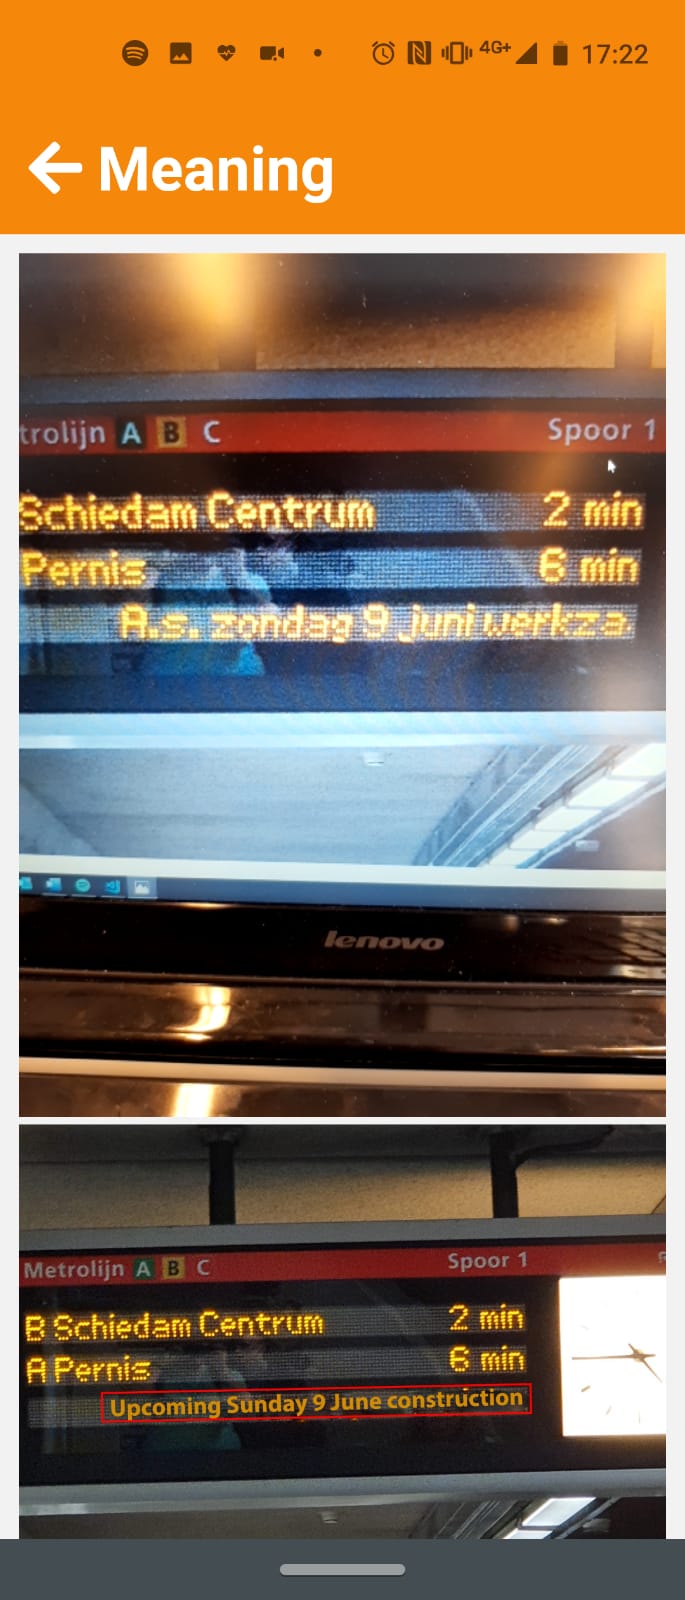 4G+ 17:22
Meaning
trolijn A B C Spoor 1
Schiedam Centrum 2 min
Pernis 6 min
A.s. zondag 9 juni werkza
lenovo
Metrolijn A B C Spoor 1
B Schiedam Centrum 2 min
A Pernis 6 min
Upcoming Sunday 9 June construction